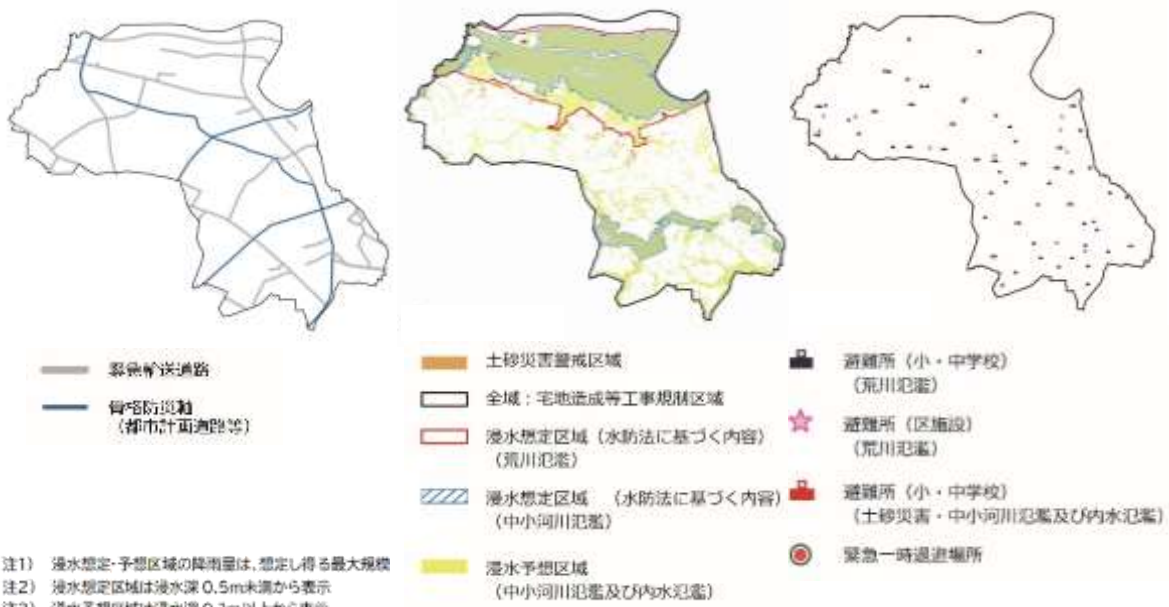 緊急輸送道路
骨格防災軸
(都市計画道路等)
土砂災害警戒区域
全域：宅地造成等工事規制区域
浸水想定区域（水防法に基づく内容）
（荒川氾濫）
浸水想定区域　（水防法に基づく内容）
（中小河川氾濫）
浸水予想区域
（中小河川氾濫及び内水氾濫）
避難所（小・中学校）
（荒川氾濫）
避難所（区施設）
（荒川氾濫）
避難所（小・中学校）
（土砂災害・中小河川氾濫及び内水氾濫）
緊急一時退避場所
注1）　浸水想定・予想区域の降雨量は、想定し得る最大規模
注2）　浸水想定区域は浸水深 0.5m未満から表示